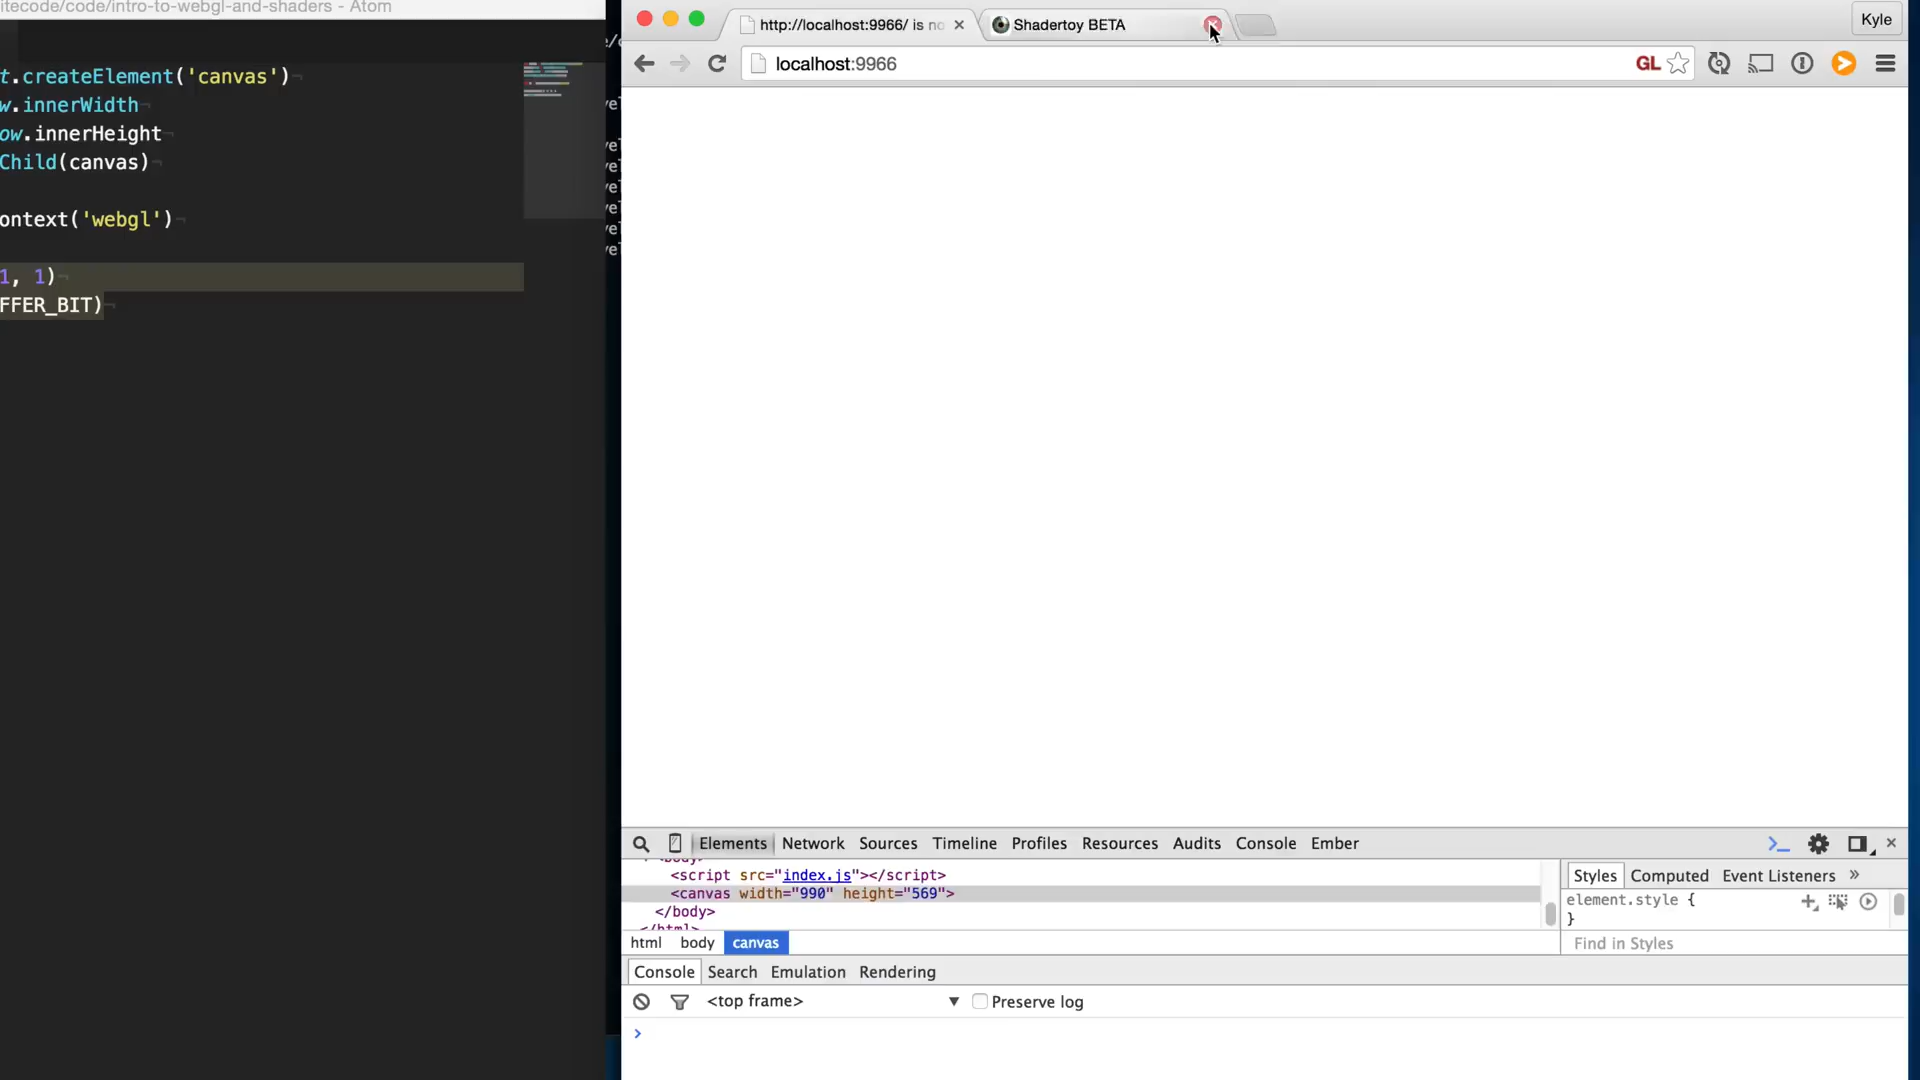 itecode/code/intro-to-webgl-and-shaders - Atom
t.createElement('canvas')
w.innerWidth
ow.innerHeight
Child(canvas)
ontext('webgl')
1, 1)
FFER_BIT)
http://localhost:9966/ is no
Shadertoy BETA
Kyle
localhost:9966
GL
Elements Network Sources Timeline Profiles Resources Audits Console Ember
<body>
<script src="index.js"></script>
<canvas width="990" height="569">
</body>
</html>
html body canvas
Styles Computed Event Listeners »
element.style {
}
Find in Styles
Console Search Emulation Rendering
<top frame> ▼ Preserve log
>